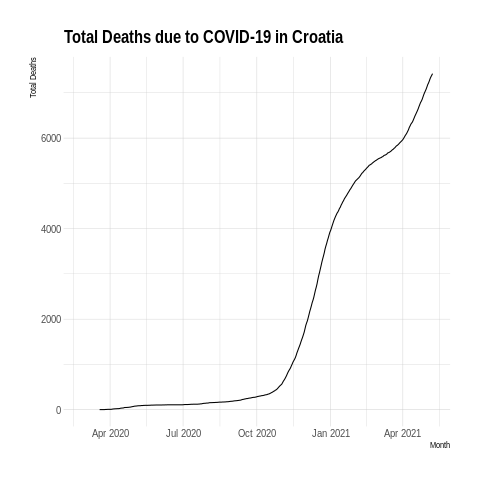 Total Deaths due to COVID-19 in Croatia
Total Deaths
6000
4000
2000
0
Apr 2020 Jul 2020 Oct 2020 Jan 2021 Apr 2021
Month